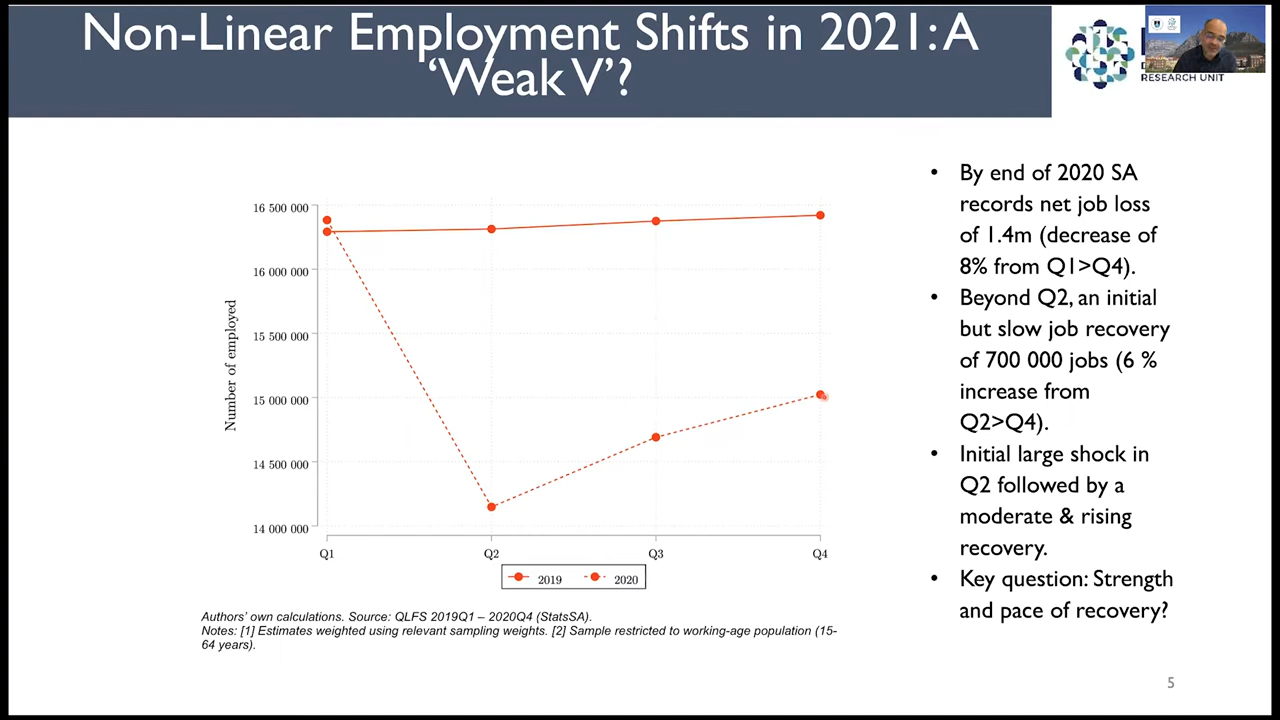 Non-Linear Employment Shifts in 2021: A
‘Weak V’?
RESEARCH UNIT
16 500 000
16 000 000
15 500 000
15 000 000
14 500 000
14 000 000
Number of employed
Q1 Q2 Q3 Q4
2019 2020
Authors’ own calculations. Source: QLFS 2019Q1 – 2020Q4 (StatsSA).
Notes: [1] Estimates weighted using relevant sampling weights. [2] Sample restricted to working-age population (15-
64 years).
• By end of 2020 SA
records net job loss
of 1.4m (decrease of
8% from Q1>Q4).
• Beyond Q2, an initial
but slow job recovery
of 700 000 jobs (6 %
increase from
Q2>Q4).
• Initial large shock in
Q2 followed by a
moderate & rising
recovery.
• Key question: Strength
and pace of recovery?
5